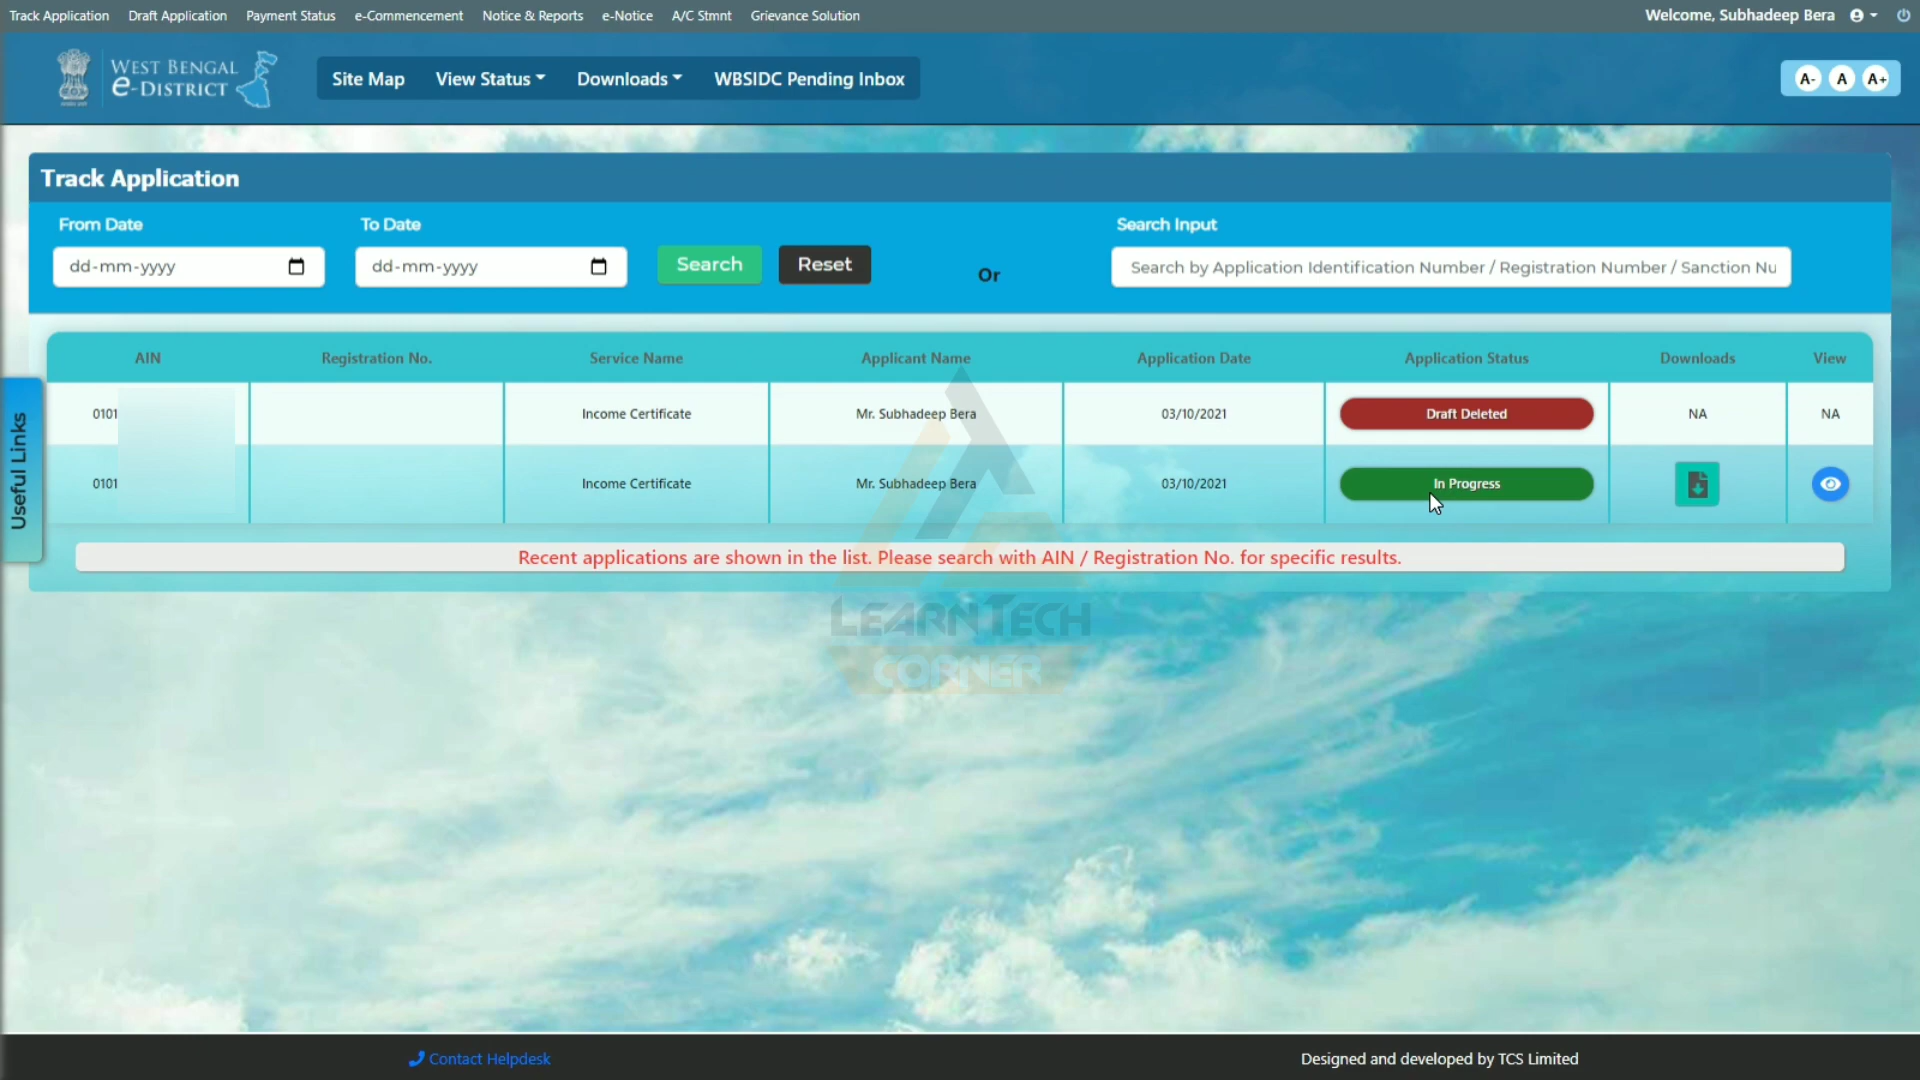 Track Application Draft Application Payment Status e-Commencement Notice & Reports e-Notice A/C Stmnt Grievance Solution Welcome, Subhadeep Bera
WEST BENGAL
e-DISTRICT
Site Map View Status Downloads WBSIDC Pending Inbox
A- A A+
Track Application
From Date To Date Search Input
dd-mm-yyyy dd-mm-yyyy Search Reset Or Search by Application Identification Number / Registration Number / Sanction Nu
AIN Registration No. Service Name Applicant Name Application Date Application Status Downloads View
0101 Income Certificate Mr. Subhadeep Bera 03/10/2021 Draft Deleted NA NA
0101 Income Certificate Mr. Subhadeep Bera 03/10/2021 In Progress
Useful Links
Recent applications are shown in the list. Please search with AIN / Registration No. for specific results.
LEARNTECH
CORNER
Contact Helpdesk Designed and developed by TCS Limited